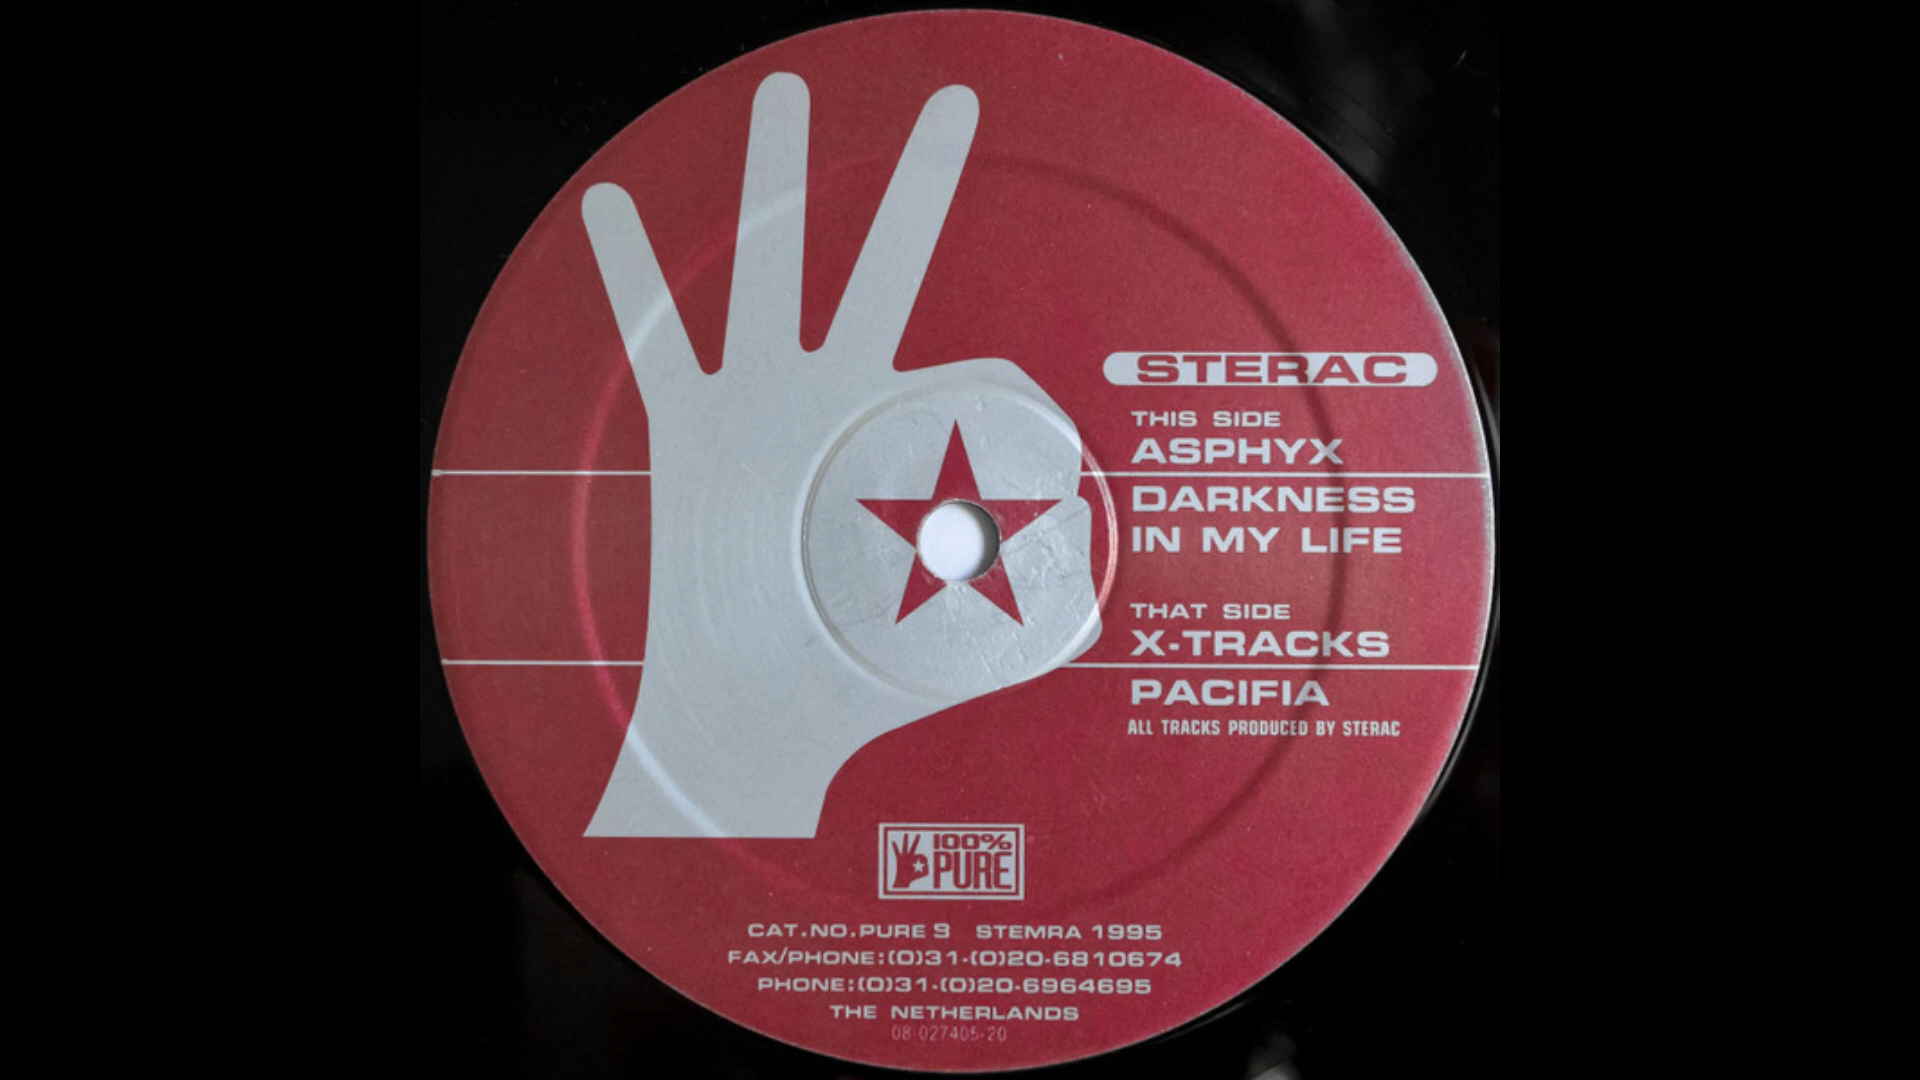 STERAC
THIS SIDE
ASPHYX
DARKNESS
IN MY LIFE
THAT SIDE
X-TRACKS
PACIFIA
ALL TRACKS PRODUCED BY STERAC
100%
PURE
CAT.NO.PURE 9 STEMRA 1995
FAX/PHONE:(0)31-(0)20-6810674
PHONE:(0)31-(0)20-6964695
THE NETHERLANDS
08-027405-20